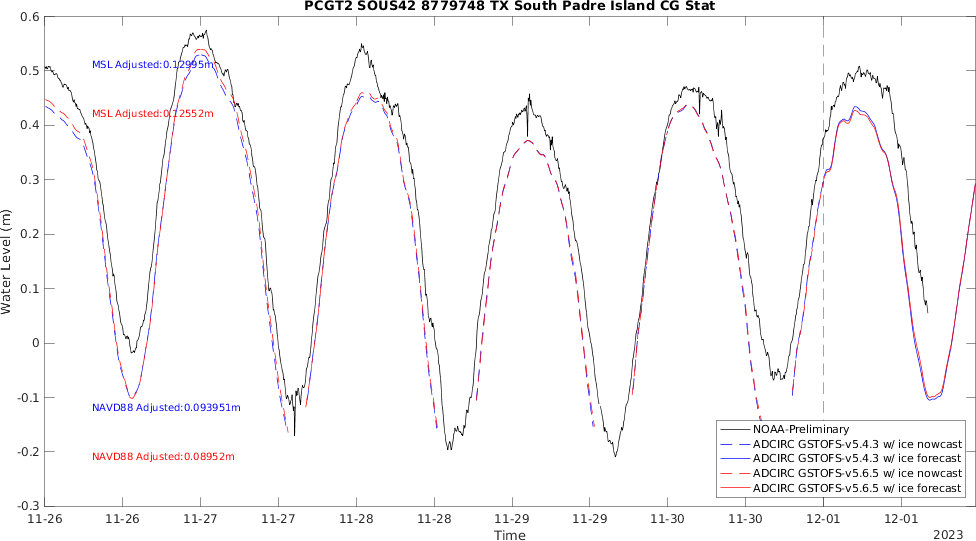 PCGT2 SOUS42 8779748 TX South Padre Island CG Stat
0.6
0.5
0.4
0.3
0.2
0.1
0
-0.1
-0.2
-0.3
Water Level (m)
MSL Adjusted:0.12995m
MSL Adjusted:0.12552m
NAVD88 Adjusted:0.093951m
NAVD88 Adjusted:0.08952m
NOAA-Preliminary
ADCIRC GSTOFS-v5.4.3 w/ ice nowcast
ADCIRC GSTOFS-v5.4.3 w/ ice forecast
ADCIRC GSTOFS-v5.6.5 w/ ice nowcast
ADCIRC GSTOFS-v5.6.5 w/ ice forecast
11-26 11-26 11-27 11-27 11-28 11-28 11-29 11-29 11-30 11-30 12-01 12-01
Time
2023